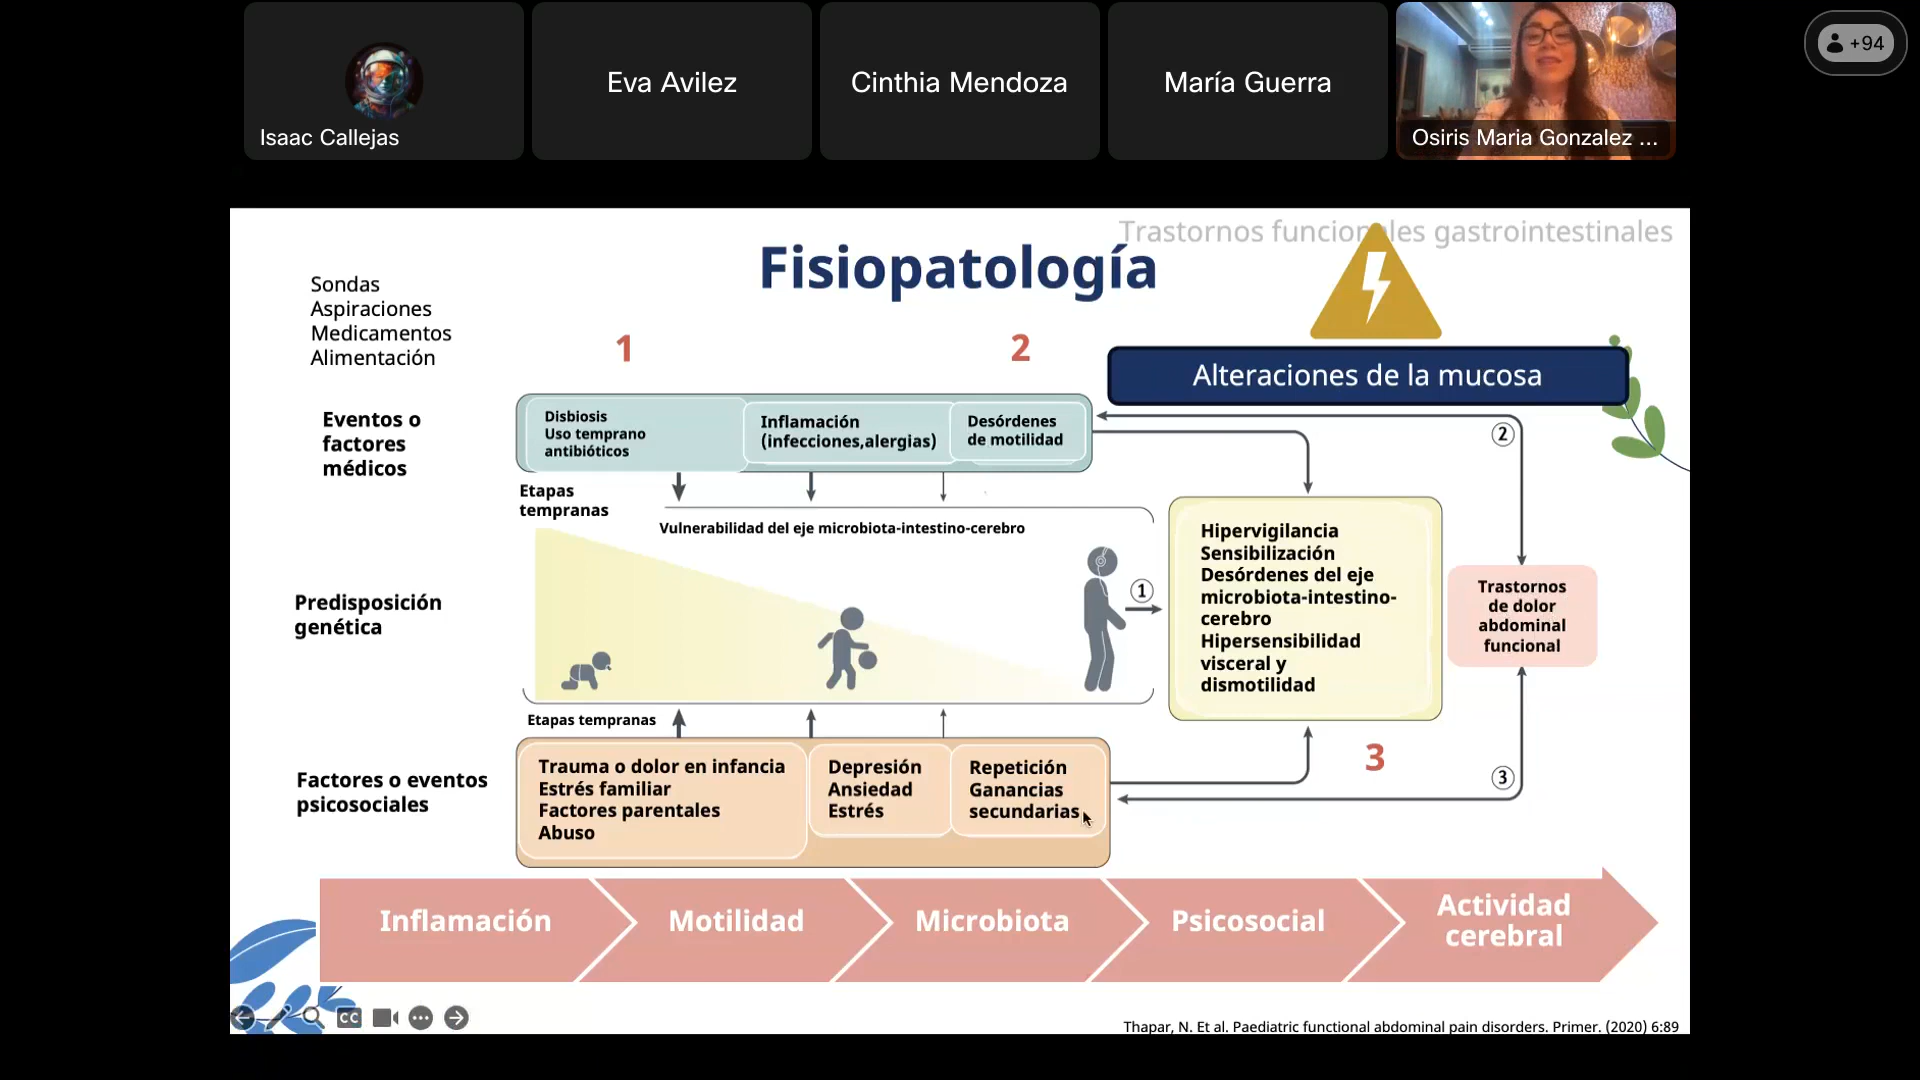 Isaac Callejas
Eva Avilez
Cinthia Mendoza
María Guerra
Osiris Maria Gonzalez ...
+94
Trastornos funcionales gastrointestinales
Fisiopatología
Sondas
Aspiraciones
Medicamentos
Alimentación
1
2
Alteraciones de la mucosa
Eventos o
factores
médicos
Disbiosis
Uso temprano
antibióticos
Inflamación
(infecciones,alergias)
Desórdenes
de motilidad
2
Etapas
tempranas
Vulnerabilidad del eje microbiota-intestino-cerebro
Predisposición
genética
1
Hipervigilancia
Sensibilización
Desórdenes del eje
microbiota-intestino-
cerebro
Hipersensibilidad
visceral y
dismotilidad
Trastornos
de dolor
abdominal
funcional
Etapas tempranas
Factores o eventos
psicosociales
Trauma o dolor en infancia
Estrés familiar
Factores parentales
Abuso
Depresión
Ansiedad
Estrés
Repetición
Ganancias
secundarias
3
3
Inflamación
Motilidad
Microbiota
Psicosocial
Actividad
cerebral
CC
Thapar, N. Et al. Paediatric functional abdominal pain disorders. Primer. (2020) 6:89